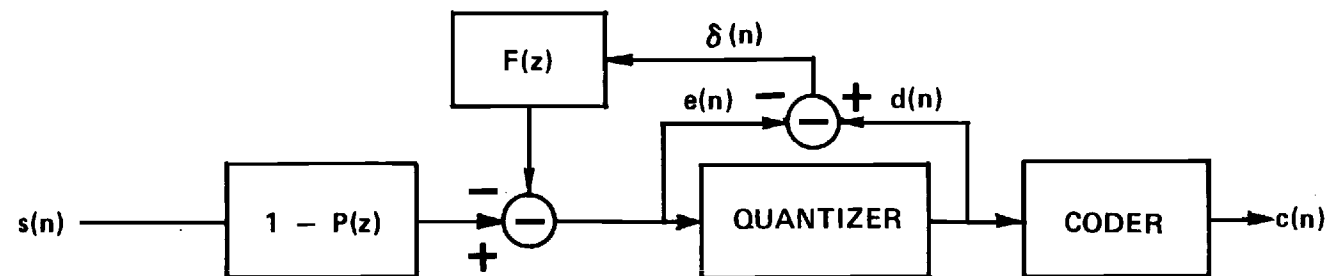 δ(n)
F(z)
− +
e(n) d(n)
−
s(n) 1 − P(z) − QUANTIZER CODER c(n)
−
+